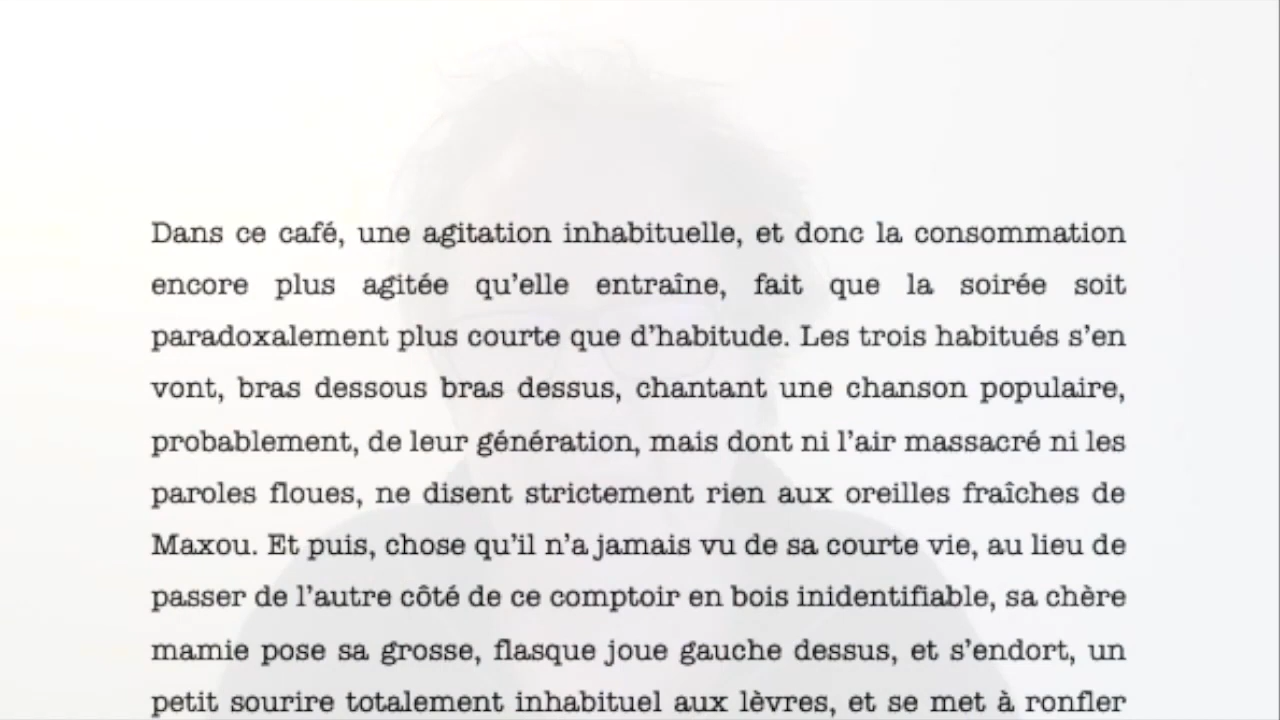 Dans ce café, une agitation inhabituelle, et donc la consommation
encore plus agitée qu’elle entraîne, fait que la soirée soit
paradoxalement plus courte que d’habitude. Les trois habitués s’en
vont, bras dessous bras dessus, chantant une chanson populaire,
probablement, de leur génération, mais dont ni l’air massacré ni les
paroles floues, ne disent strictement rien aux oreilles fraîches de
Maxou. Et puis, chose qu’il n’a jamais vu de sa courte vie, au lieu de
passer de l’autre côté de ce comptoir en bois inidentifiable, sa chère
mamie pose sa grosse, flasque joue gauche dessus, et s’endort, un
petit sourire totalement inhabituel aux lèvres, et se met à ronfler